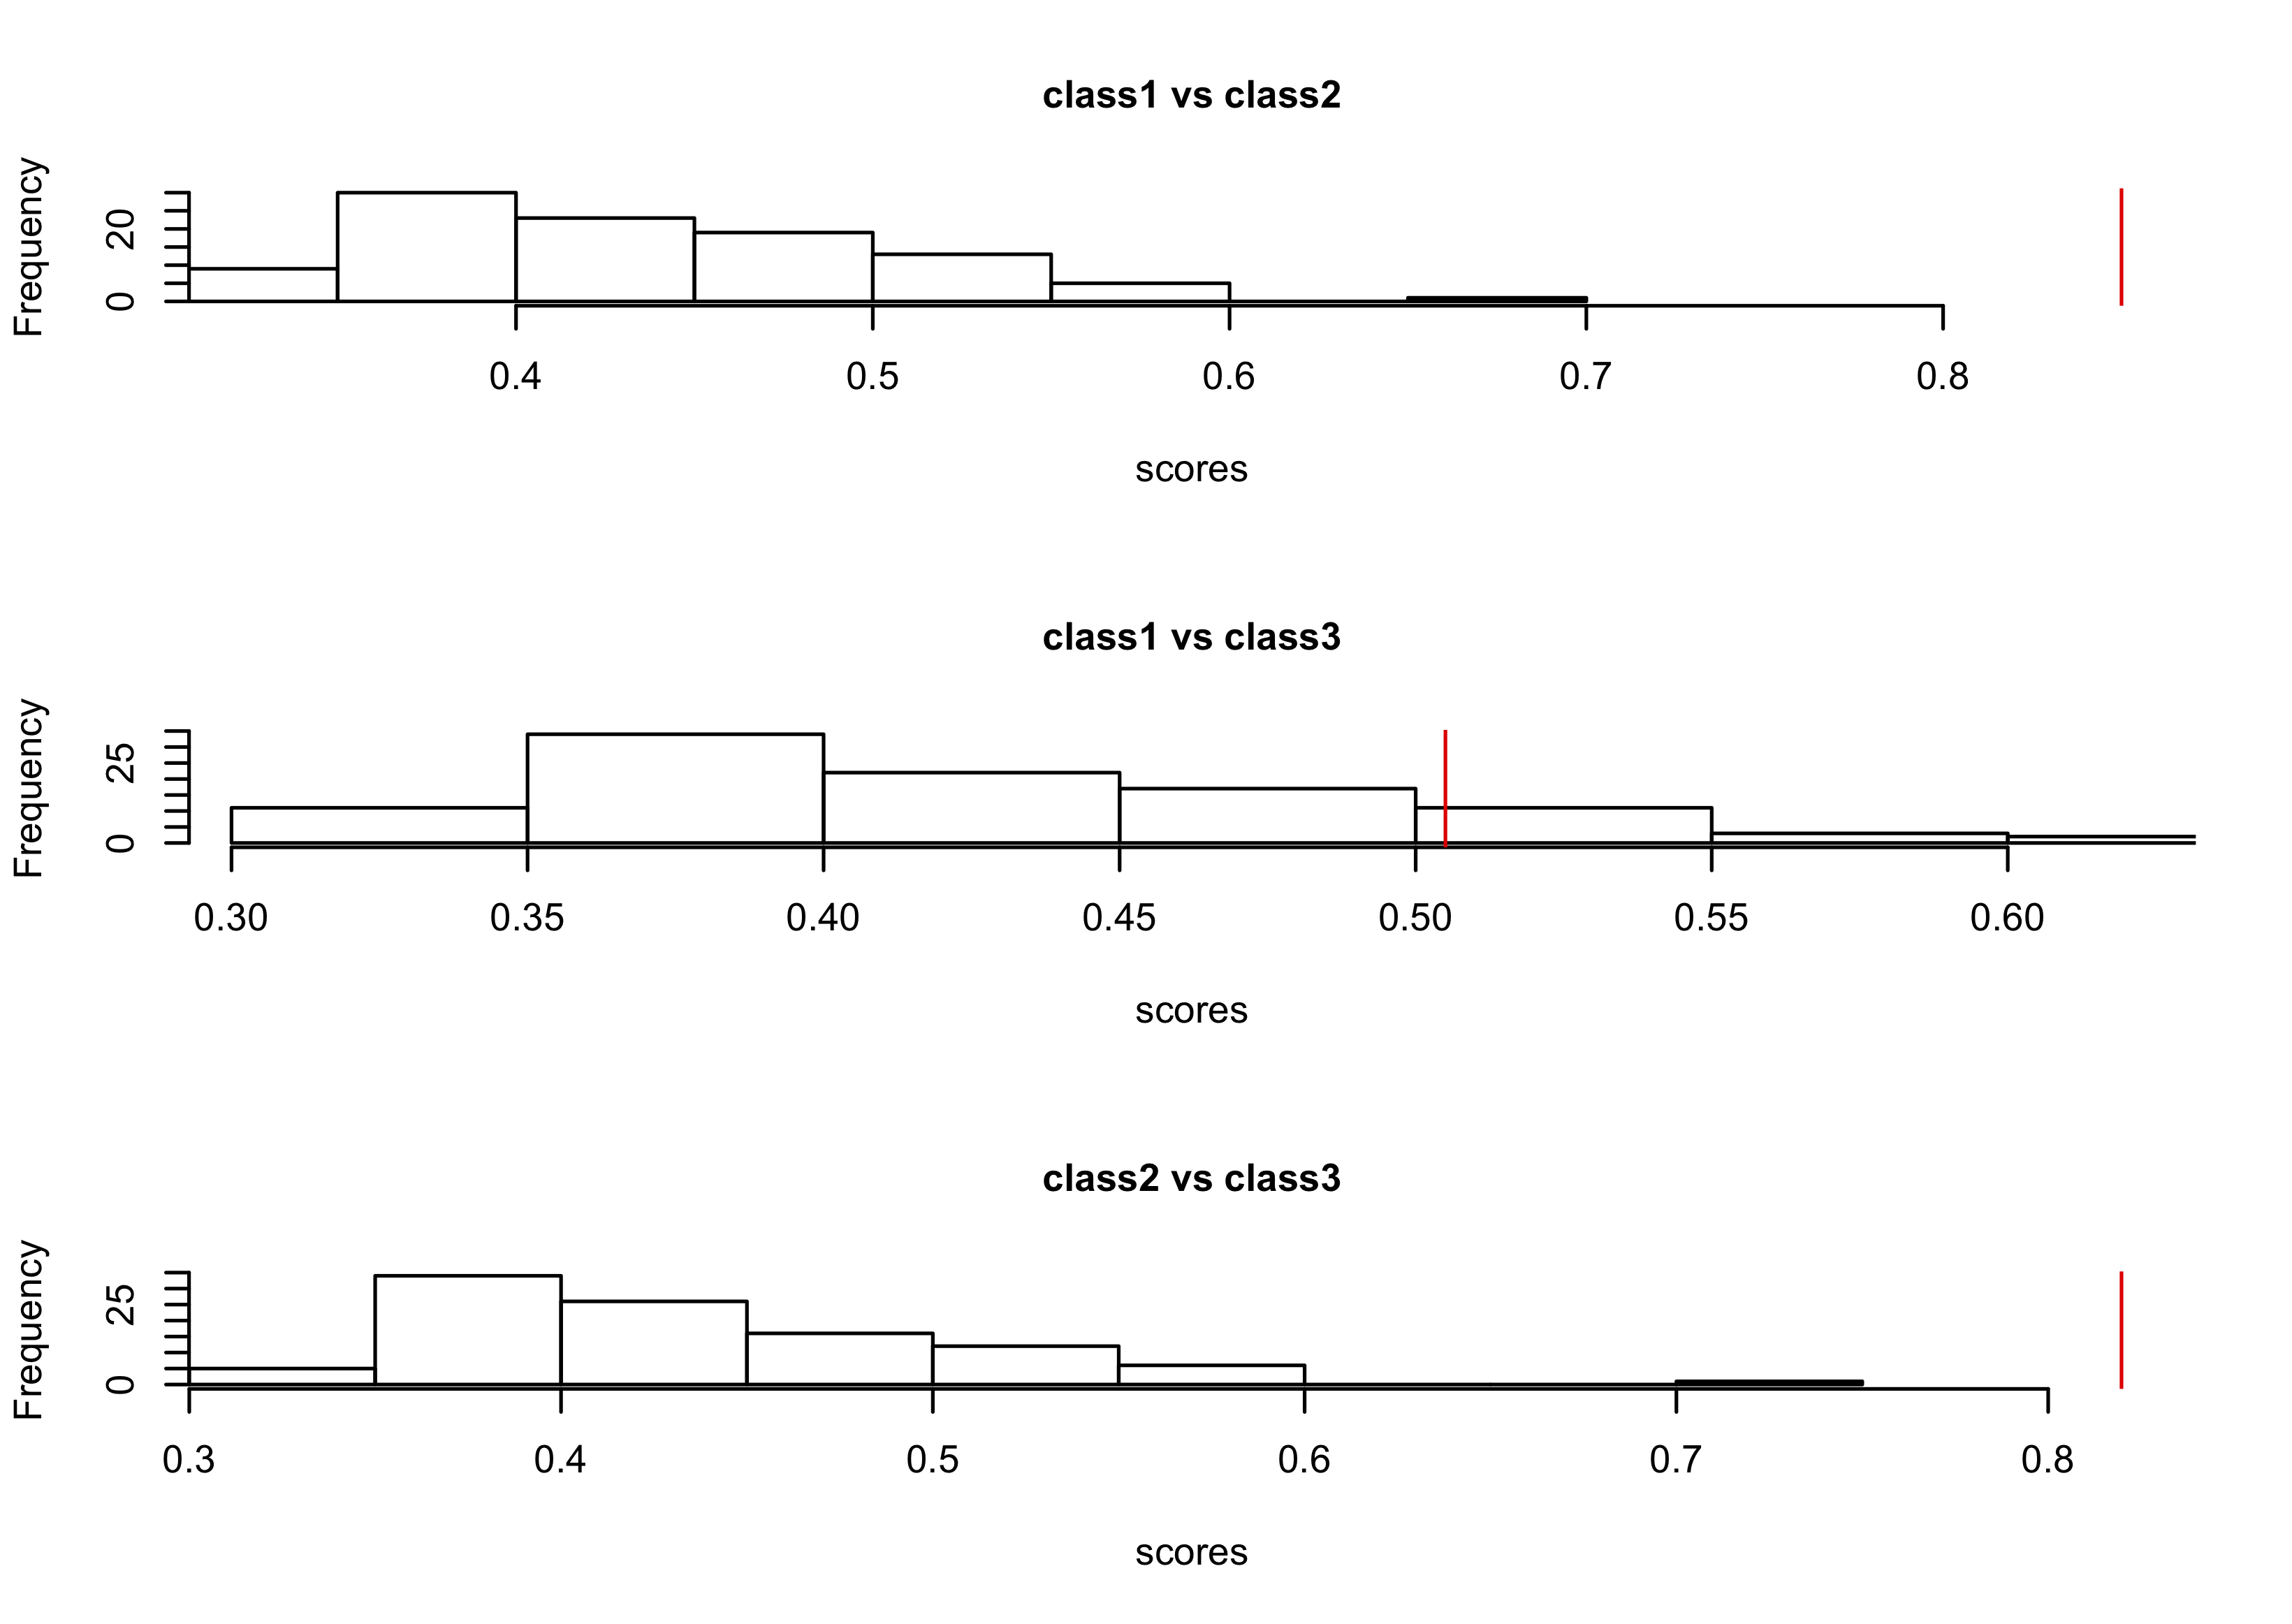 class1 vs class2
Frequency
20
0
0.4 0.5 0.6 0.7 0.8
scores
class1 vs class3
Frequency
25
0
0.30 0.35 0.40 0.45 0.50 0.55 0.60
scores
class2 vs class3
Frequency
25
0
0.3 0.4 0.5 0.6 0.7 0.8
scores